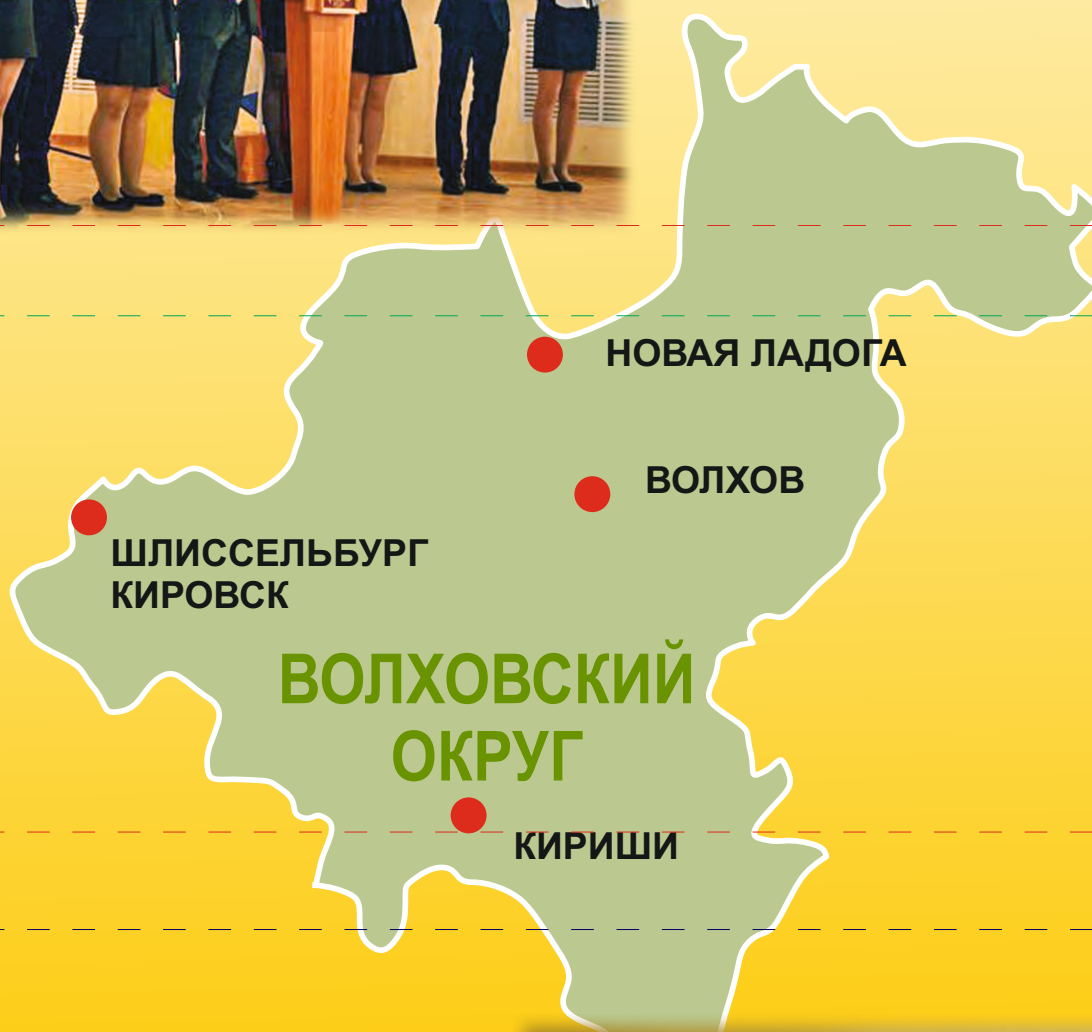 НОВАЯ ЛАДОГА
ВОЛХОВ
ШЛИССЕЛЬБУРГ
КИРОВСК
ВОЛХОВСКИЙ
ОКРУГ
КИРИШИ